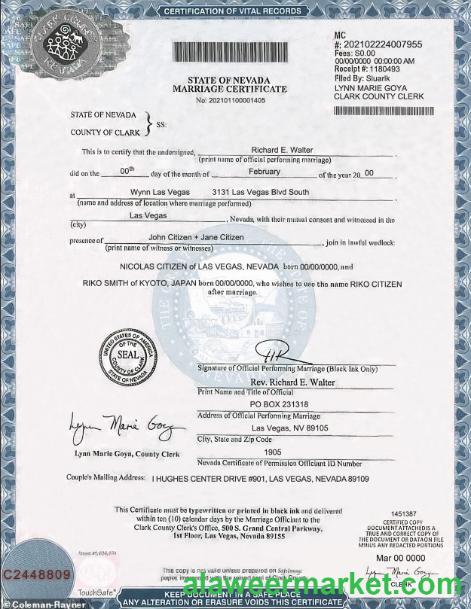 CERTIFICATION OF VITAL RECORDS
MC
#: 202102224007955
Fees: $0.00
00/00/0000 00:00:00 AM
Receipt #: 1180493
Filed By: Sluarlk
LYNN MARIE GOYA
CLARK COUNTY CLERK
STATE OF NEVADA
MARRIAGE CERTIFICATE
No: 202101100001405
STATE OF NEVADA
COUNTY OF CLARK
} SS:
This is to certify that the undersigned, Richard E. Walter
(print name of official performing marriage)
did on the 00th day of the month of February of the year 20 00
at Wynn Las Vegas 3131 Las Vegas Blvd South
(name and address of location where marriage performed)
Las Vegas, Nevada, with their mutual consent and witnessed in the
(city)
presence of John Citizen + Jane Citizen, join in lawful wedlock:
(print name of witness or witnesses)
NICOLAS CITIZEN of LAS VEGAS, NEVADA born 00/00/0000, and
RIKO SMITH of KYOTO, JAPAN born 00/00/0000, who wishes to use this name RIKO CITIZEN
after marriage.
SEAL
Signature of Official Performing Marriage (Black Ink Only)
Rev. Richard E. Walter
Print Name and Title of Official
PO BOX 231318
Address of Official Performing Marriage
Las Vegas, NV 89105
City, State and Zip Code
1905
Nevada Certificate of Permission Officiant ID Number
Lynn Marie Goya
Lynn Marie Goya, County Clerk
Couple's Mailing Address: I HUGHES CENTER DRIVE #901, LAS VEGAS, NEVADA 89109
This Certificate must be typewritten or printed in black ink and delivered
within ten (10) calendar days by the Marriage Officiant to the
Clark County Clerk's Office, 500 S. Grand Central Parkway,
1st Floor, Las Vegas, Nevada 89155
1451387
CERTIFIED COPY
DOCUMENT ATTACHED IS A
TRUE AND CORRECT COPY OF
THE DOCUMENT OR DATAON FILE
MINUS ANY REDACTED PORTIONS
Mar 00 0000
CLERK
C2448809
TouchSafe
This copy is not valid unless prepared on
alaweermarket.com
KEEP DOCUMENT IN A SAFE PLACE
ANY ALTERATION OR ERASURE VOIDS THIS CERTIFICATE
© Coleman-Rayner